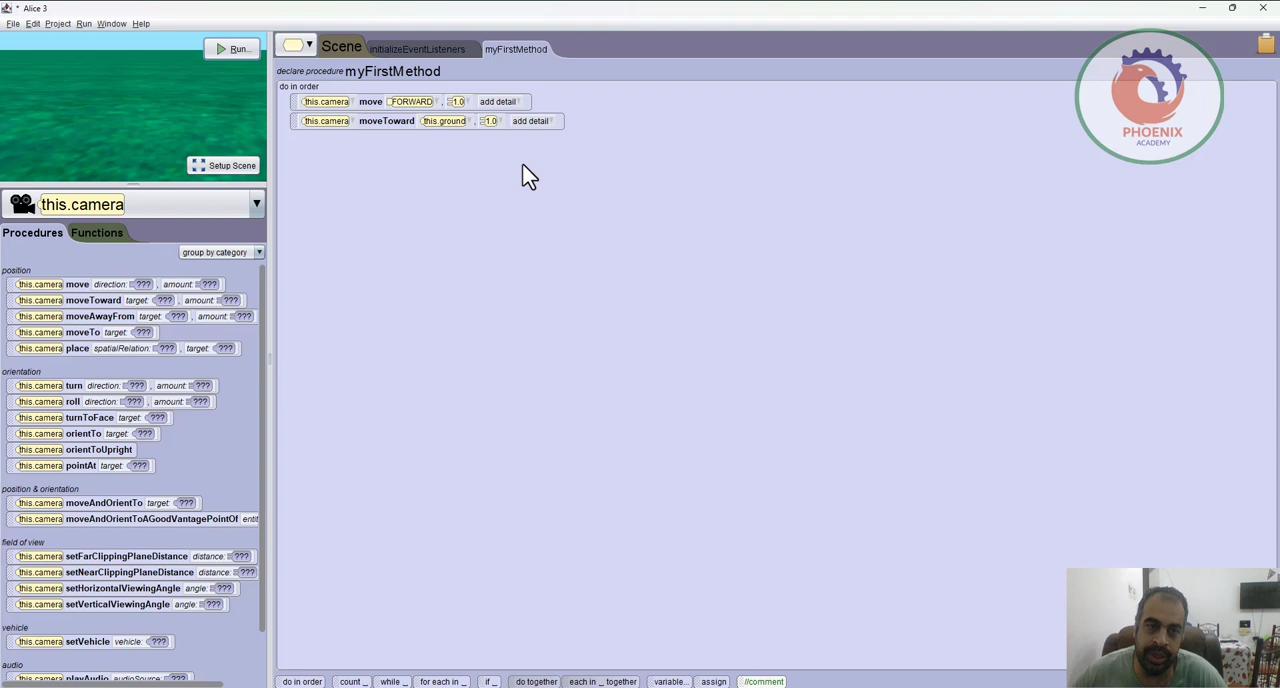 * Alice 3
File Edit Project Run Window Help
Run...
Setup Scene
Scene initializeEventListeners myFirstMethod
declare procedure myFirstMethod
do in order
this.camera move FORWARD , 1.0 add detail
this.camera moveToward this.ground , 1.0 add detail
PHOENIX
ACADEMY
this.camera
Procedures Functions
group by category
position
this.camera move direction: ??? , amount: ???
this.camera moveToward target: ??? , amount: ???
this.camera moveAwayFrom target: ??? , amount: ???
this.camera moveTo target: ???
this.camera place spatialRelation: ??? , target: ???
orientation
this.camera turn direction: ??? , amount: ???
this.camera roll direction: ??? , amount: ???
this.camera turnToFace target: ???
this.camera orientTo target: ???
this.camera orientToUpright
this.camera pointAt target: ???
position & orientation
this.camera moveAndOrientTo target: ???
this.camera moveAndOrientToAGoodVantagePointOf entit
field of view
this.camera setFarClippingPlaneDistance distance: ???
this.camera setNearClippingPlaneDistance distance: ???
this.camera setHorizontalViewingAngle angle: ???
this.camera setVerticalViewingAngle angle: ???
vehicle
this.camera setVehicle vehicle: ???
audio
this.camera playAudio audioSource: ???
do in order count _ while _ for each in _ if _ do together each in _ together variable... assign //comment